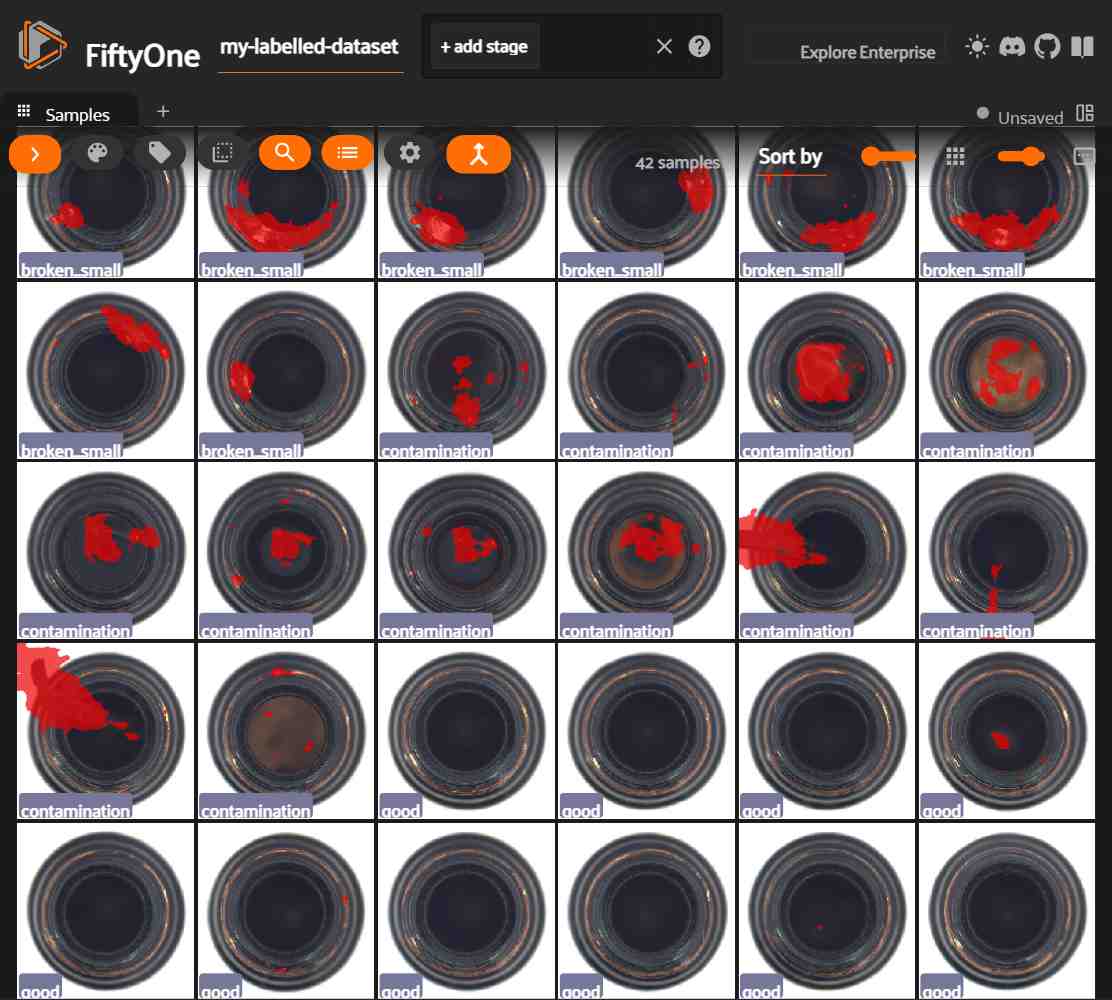 FiftyOne
my-labelled-dataset
+ add stage
Explore Enterprise
Samples
+
Unsaved
42 samples
Sort by
broken_small broken_small broken_small broken_small broken_small broken_small
broken_small broken_small contamination contamination contamination contamination
contamination contamination contamination contamination contamination contamination
contamination contamination good good good good
good good good good good good